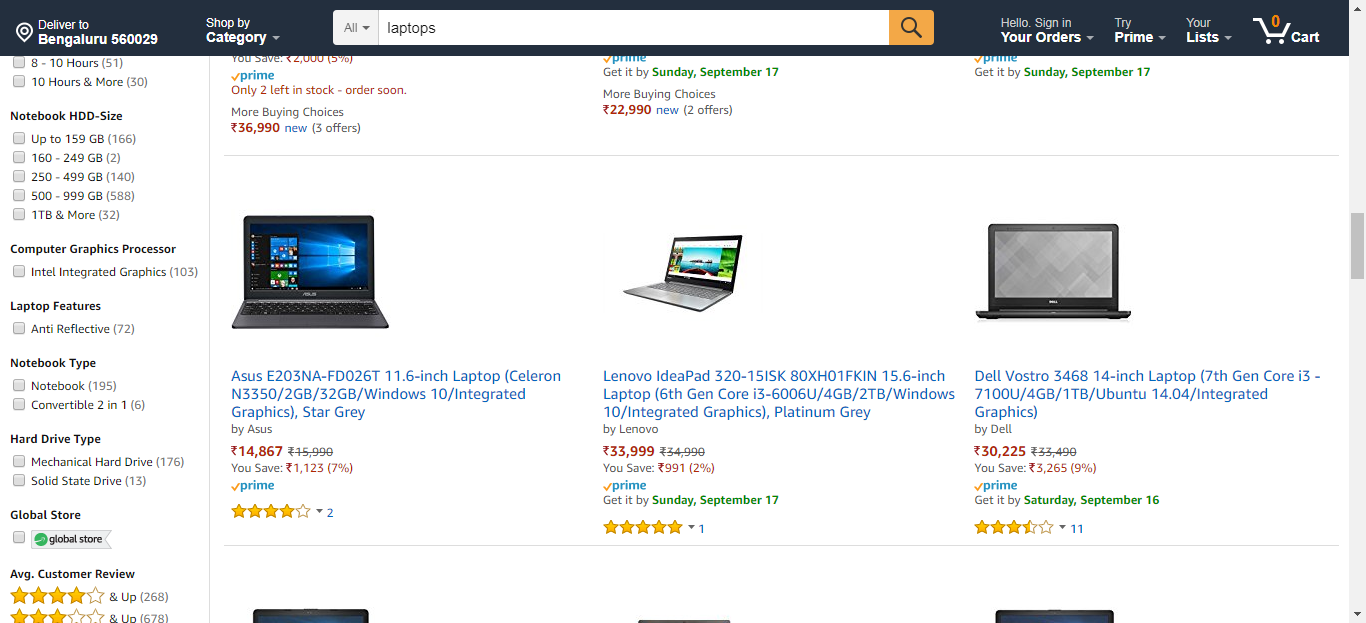 Deliver to
Bengaluru 560029
Shop by
Category
All
laptops
Hello. Sign in
Your Orders
Try
Prime
Your
Lists
0
Cart
8 - 10 Hours (51)
10 Hours & More (30)
Notebook HDD-Size
Up to 159 GB (166)
160 - 249 GB (2)
250 - 499 GB (140)
500 - 999 GB (588)
1TB & More (32)
Computer Graphics Processor
Intel Integrated Graphics (103)
Laptop Features
Anti Reflective (72)
Notebook Type
Notebook (195)
Convertible 2 in 1 (6)
Hard Drive Type
Mechanical Hard Drive (176)
Solid State Drive (13)
Global Store
global store
Avg. Customer Review
& Up (268)
& Up (678)
You Save: ₹2,000 (5%)
prime
Only 2 left in stock - order soon.
More Buying Choices
₹36,990 new (3 offers)
prime
Get it by Sunday, September 17
More Buying Choices
₹22,990 new (2 offers)
prime
Get it by Sunday, September 17
ASUS
Asus E203NA-FD026T 11.6-inch Laptop (Celeron
N3350/2GB/32GB/Windows 10/Integrated
Graphics), Star Grey
by Asus
₹14,867 ₹15,990
You Save: ₹1,123 (7%)
prime
2
Lenovo IdeaPad 320-15ISK 80XH01FKIN 15.6-inch
Laptop (6th Gen Core i3-6006U/4GB/2TB/Windows
10/Integrated Graphics), Platinum Grey
by Lenovo
₹33,999 ₹34,990
You Save: ₹991 (2%)
prime
Get it by Sunday, September 17
1
DELL
Dell Vostro 3468 14-inch Laptop (7th Gen Core i3 -
7100U/4GB/1TB/Ubuntu 14.04/Integrated
Graphics)
by Dell
₹30,225 ₹33,490
You Save: ₹3,265 (9%)
prime
Get it by Saturday, September 16
11